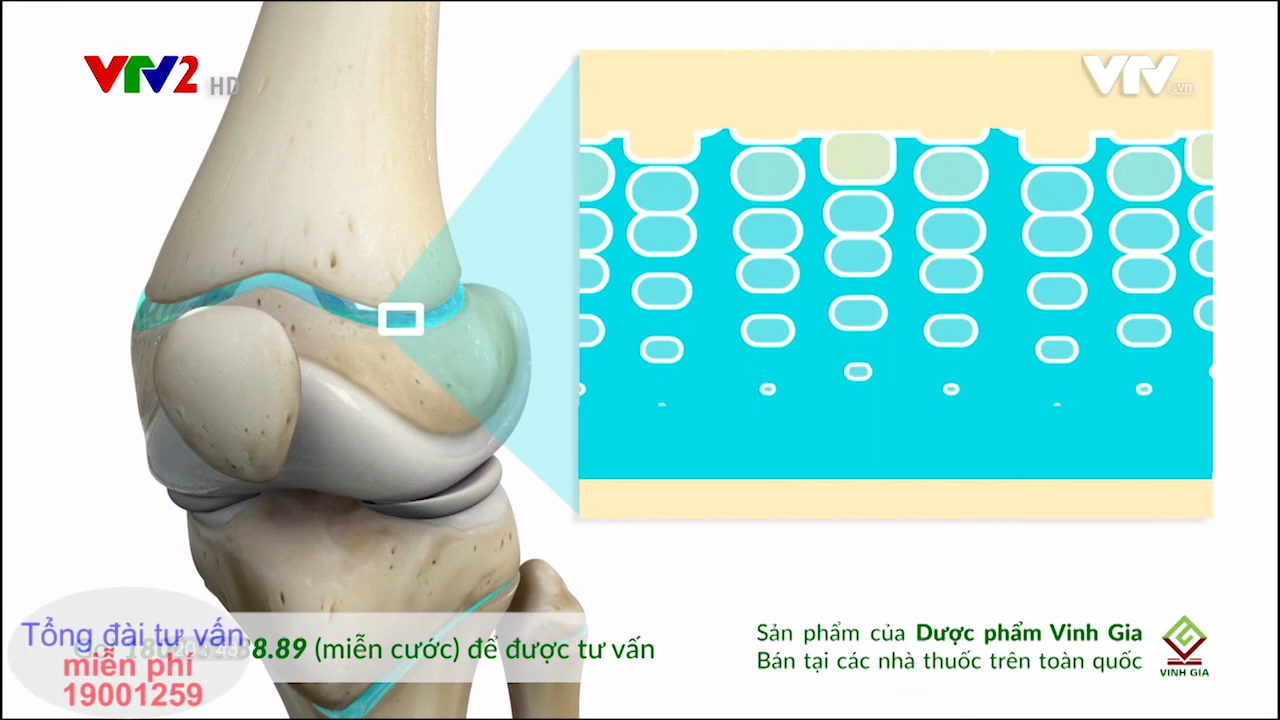 VTV2 HD
VTV.vn
Tổng đài tư vấn
miễn phí
19001259
8.89 (miễn cước) để được tư vấn
Sản phẩm của Dược phẩm Vinh Gia
Bán tại các nhà thuốc trên toàn quốc
VINH GIA